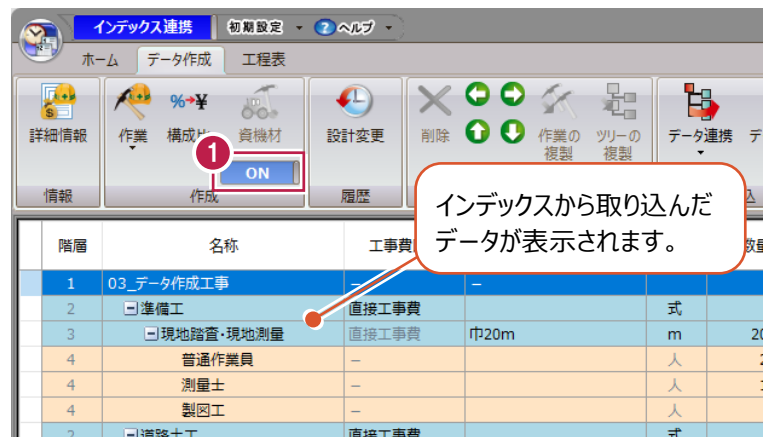 インデックス連携 初期設定 ヘルプ
ホーム データ作成 工程表
詳細情報 作業 構成比 資機材 設計変更 削除 作業の複製 ツリーの複製 データ連携 デ
1 ON
情報 作成 履歴
インデックスから取り込んだ
データが表示されます。
階層 名称 工事費 数量
1 03_データ作成工事 – –
2 準備工 直接工事費 式
3 現地踏査・現地測量 直接工事費 巾20m m 20
4 普通作業員 – 人 2
4 測量士 – 人
4 製図工 – 人
2 道路土工 直接工事費 式